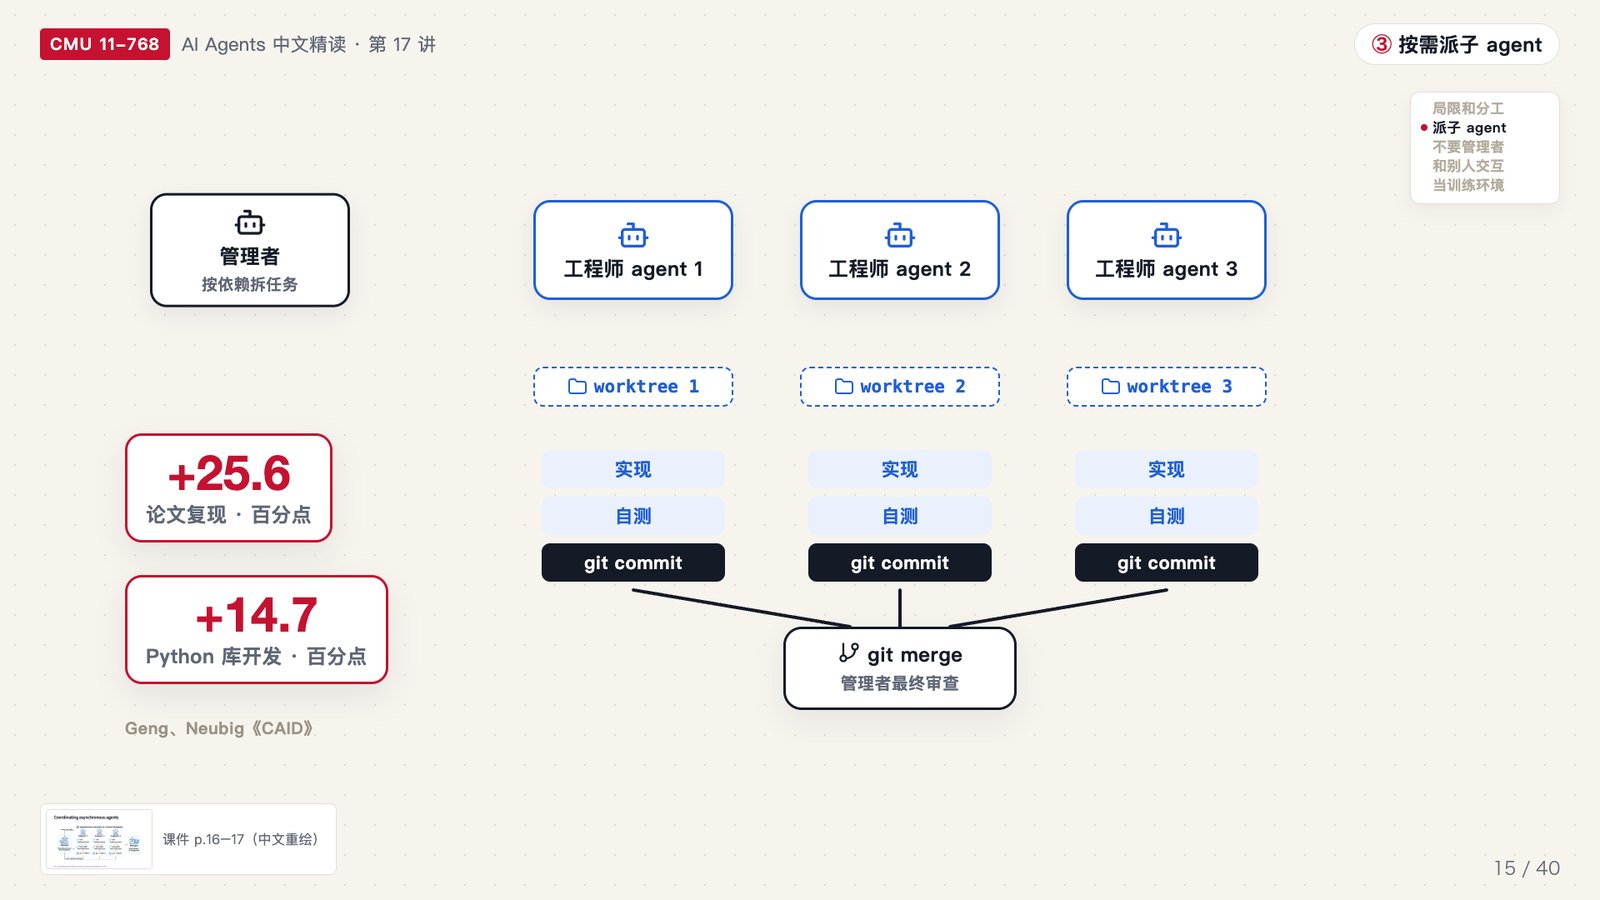 CMU 11-768 AI Agents 中文精读 · 第 17 讲
③ 按需派子 agent
局限和分工
派子 agent
不要管理者
和别人交互
当训练环境
管理者
按依赖拆任务
工程师 agent 1
工程师 agent 2
工程师 agent 3
worktree 1
worktree 2
worktree 3
实现
实现
实现
自测
自测
自测
git commit
git commit
git commit
git merge
管理者最终审查
+25.6
论文复现 · 百分点
+14.7
Python 库开发 · 百分点
Geng、Neubig《CAID》
Coordinating asynchronous agents
课件 p.16–17（中文重绘）
15 / 40